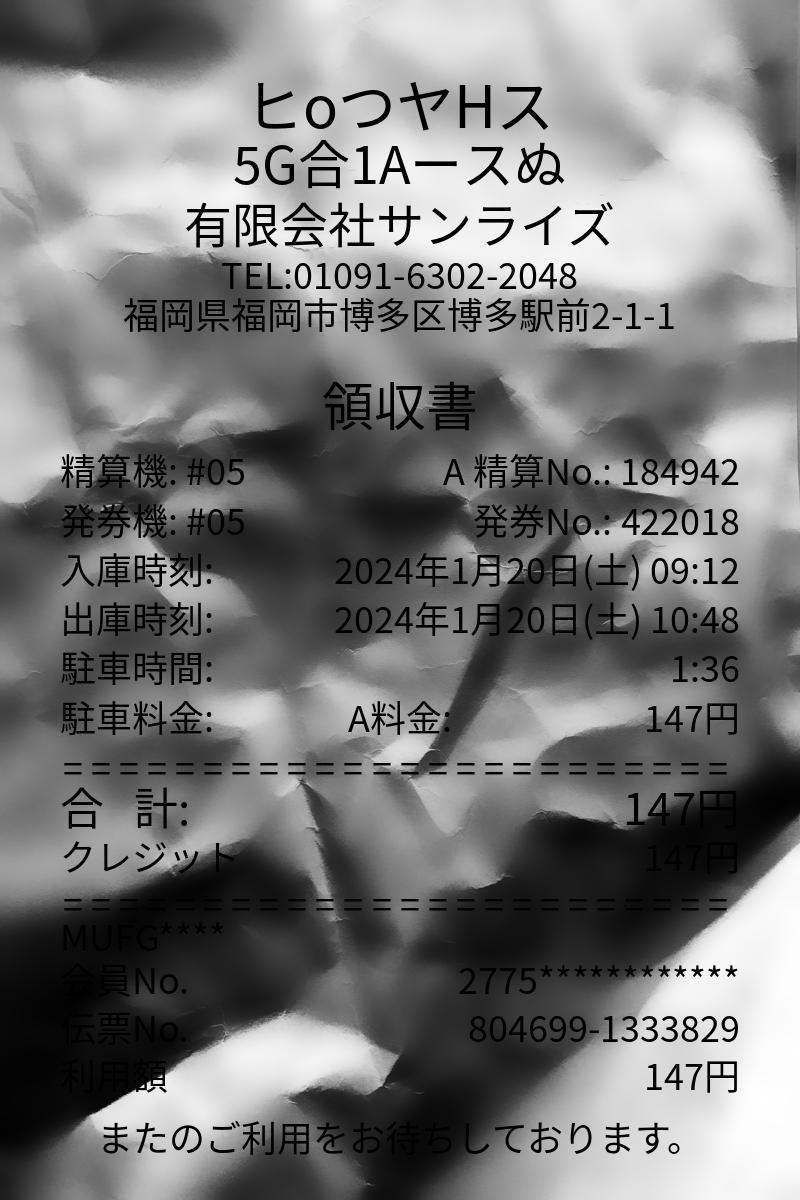 ヒoつヤHス
5G合1Aースぬ
有限会社サンライズ
TEL:01091-6302-2048
福岡県福岡市博多区博多駅前2-1-1
領収書
精算機: #05 A 精算No.: 184942
発券機: #05 発券No.: 422018
入庫時刻: 2024年1月20日(土) 09:12
出庫時刻: 2024年1月20日(土) 10:48
駐車時間: 1:36
駐車料金: A料金: 147円
========================
合 計: 147円
クレジット 147円
========================
MUFG****
会員No. 2775************
伝票No. 804699-1333829
利用額 147円
またのご利用をお待ちしております。